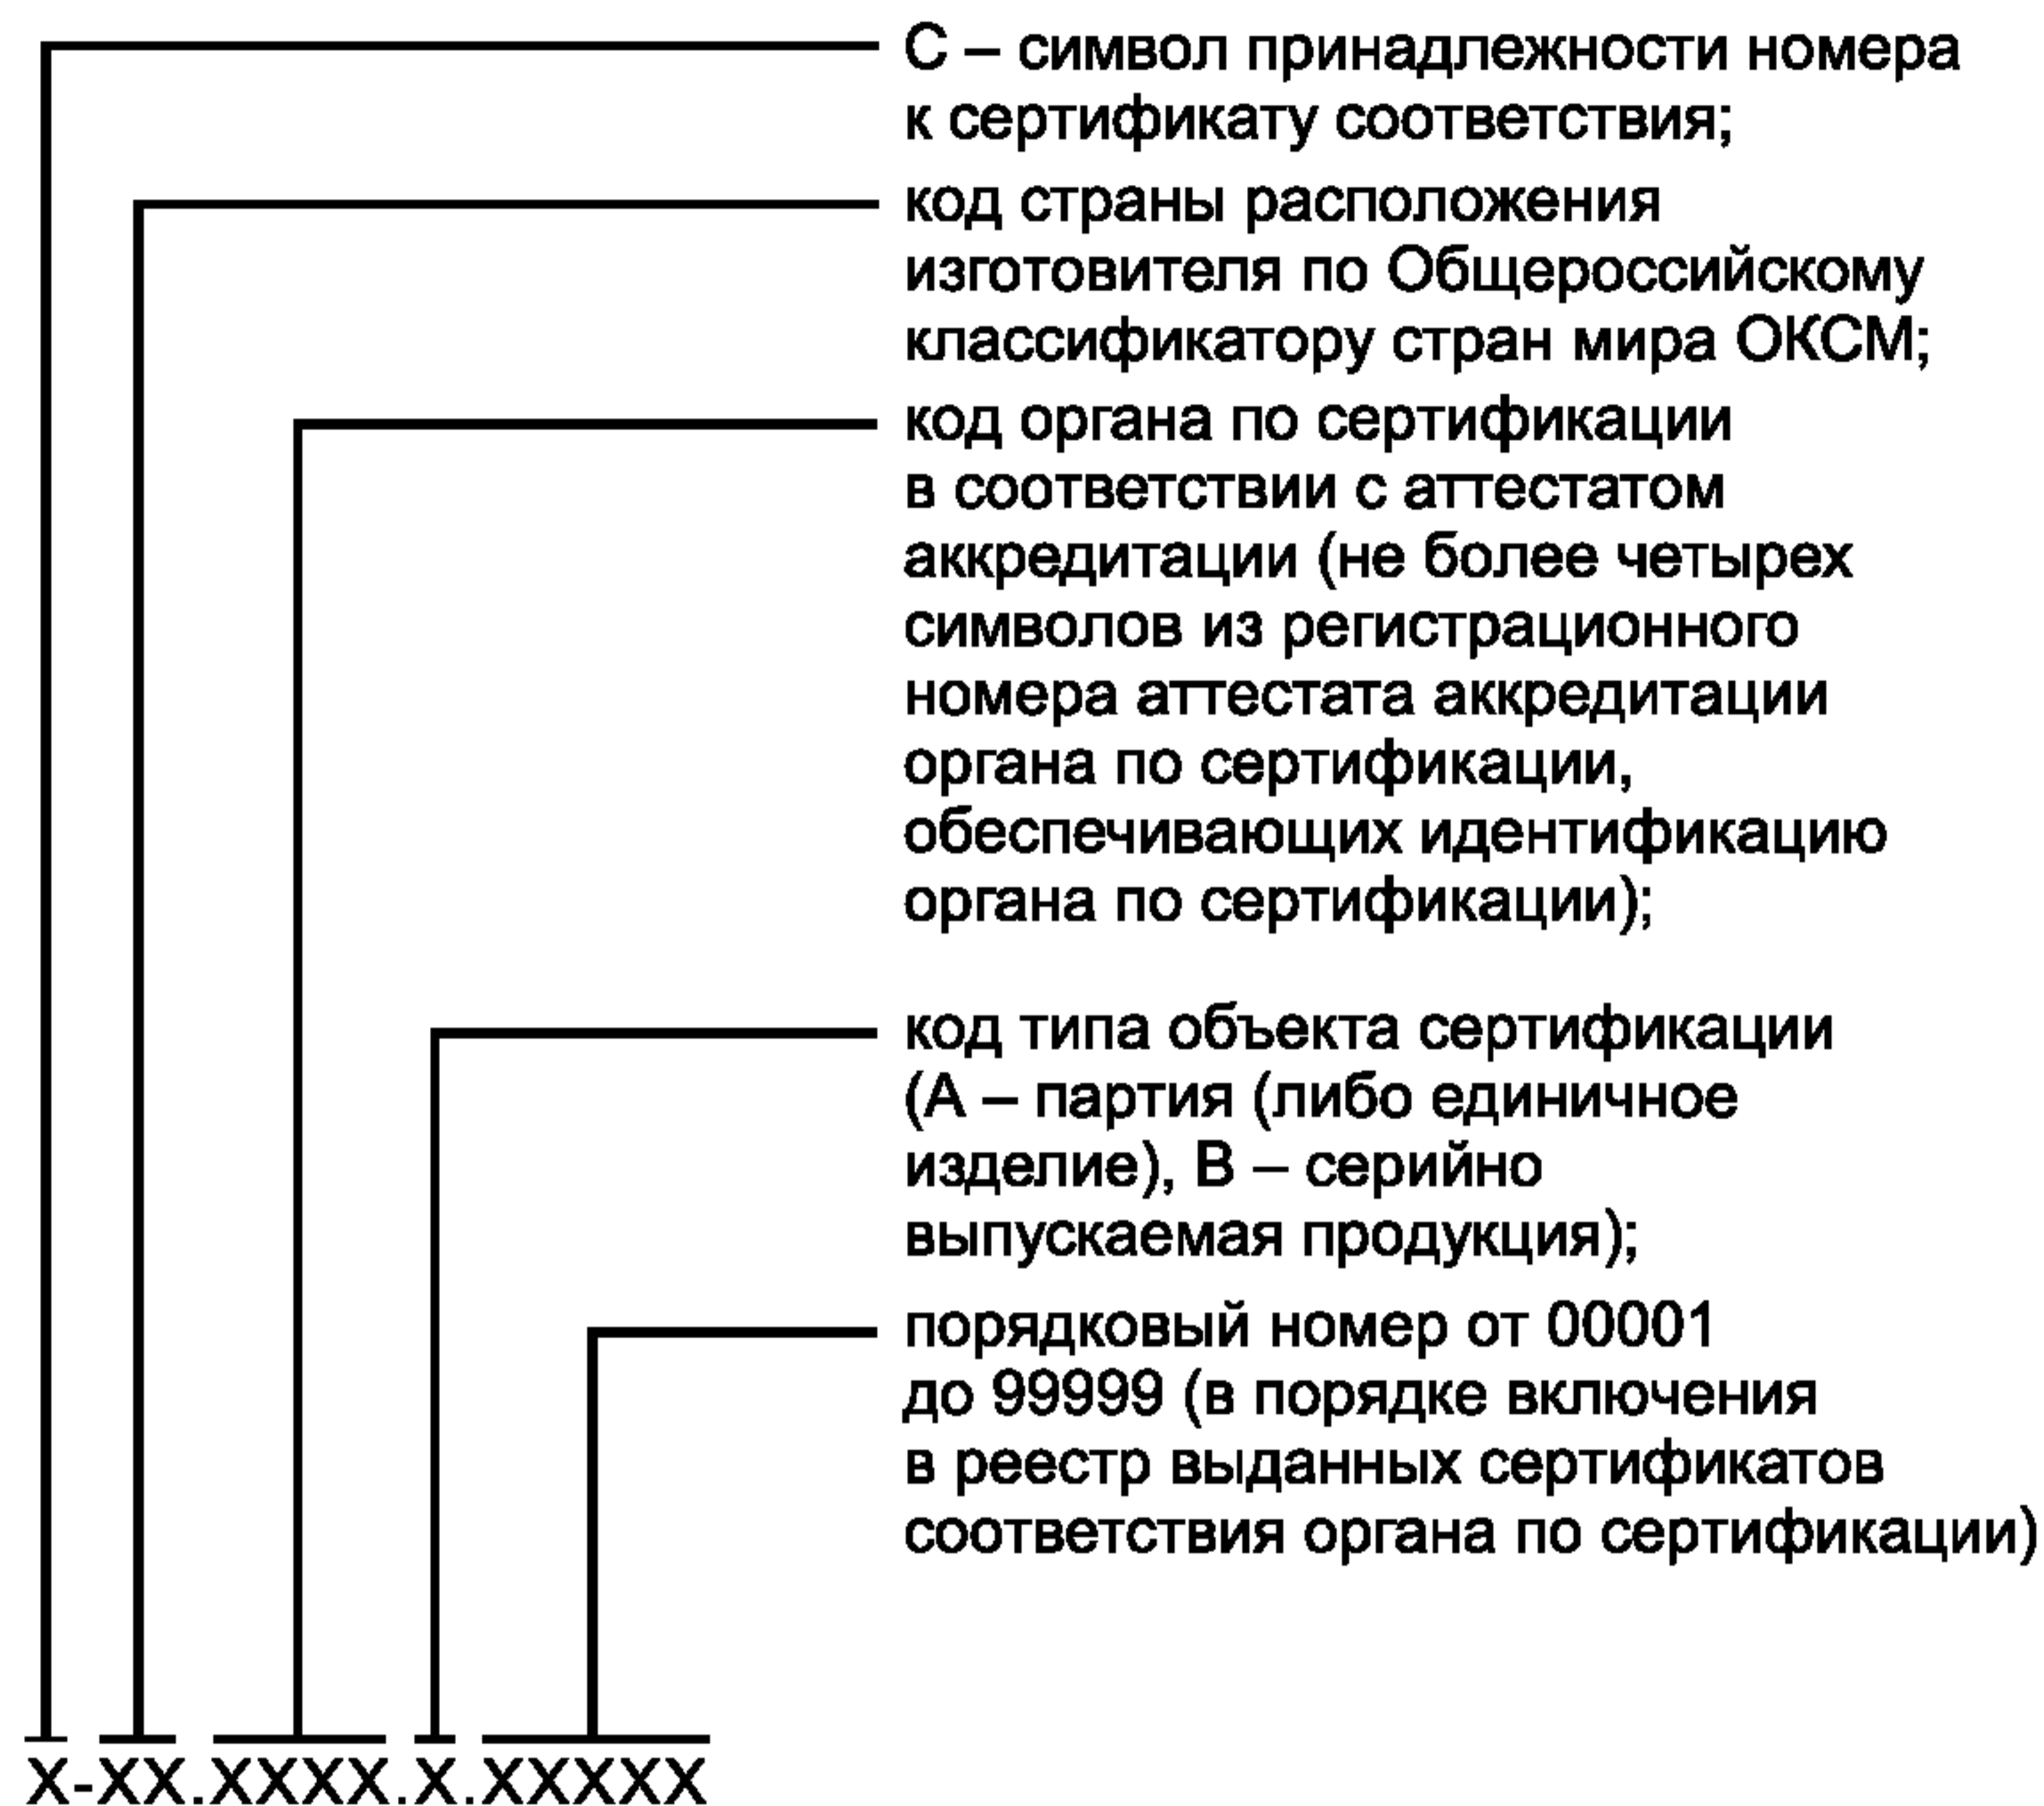 С – символ принадлежности номера
к сертификату соответствия;
код страны расположения
изготовителя по Общероссийскому
классификатору стран мира ОКСМ;
код органа по сертификации
в соответствии с аттестатом
аккредитации (не более четырех
символов из регистрационного
номера аттестата аккредитации
органа по сертификации,
обеспечивающих идентификацию
органа по сертификации);
код типа объекта сертификации
(А – партия (либо единичное
изделие), В – серийно
выпускаемая продукция);
порядковый номер от 00001
до 99999 (в порядке включения
в реестр выданных сертификатов
соответствия органа по сертификации)
Х-ХХ.ХХХХ.Х.ХХХХХ